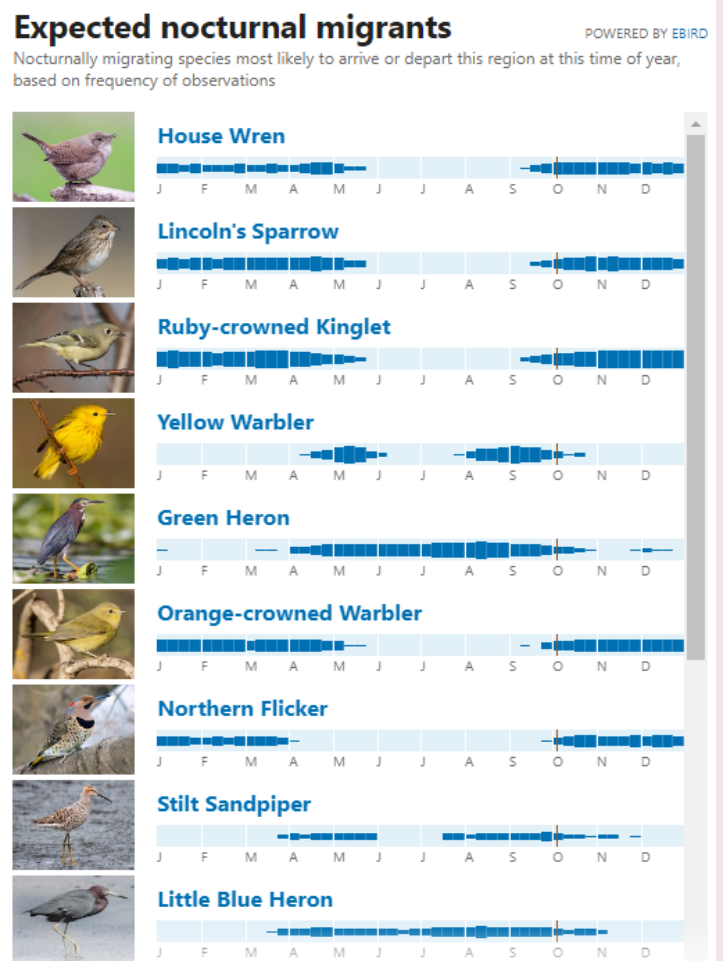 Expected nocturnal migrants
POWERED BY EBIRD
Nocturnally migrating species most likely to arrive or depart this region at this time of year,
based on frequency of observations
House Wren
J F M A M J J A S O N D
Lincoln's Sparrow
J F M A M J J A S O N D
Ruby-crowned Kinglet
J F M A M J J A S O N D
Yellow Warbler
J F M A M J J A S O N D
Green Heron
J F M A M J J A S O N D
Orange-crowned Warbler
J F M A M J J A S O N D
Northern Flicker
J F M A M J J A S O N D
Stilt Sandpiper
J F M A M J J A S O N D
Little Blue Heron
J F M A M J J A S O N D